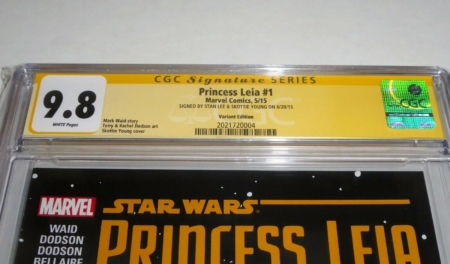 CGC Signature SERIES
9.8
WHITE Pages
Princess Leia #1
Marvel Comics, 5/15
SIGNED BY STAN LEE & SKOTTIE YOUNG ON 6/20/15
Variant Edition
2021720004
Mark Waid story
Terry & Rachel Dodson art
Skottie Young cover
CGC
MARVEL
STAR WARS
WAID
DODSON
DODSON
BELLAIRE
PRINCESS LEIA